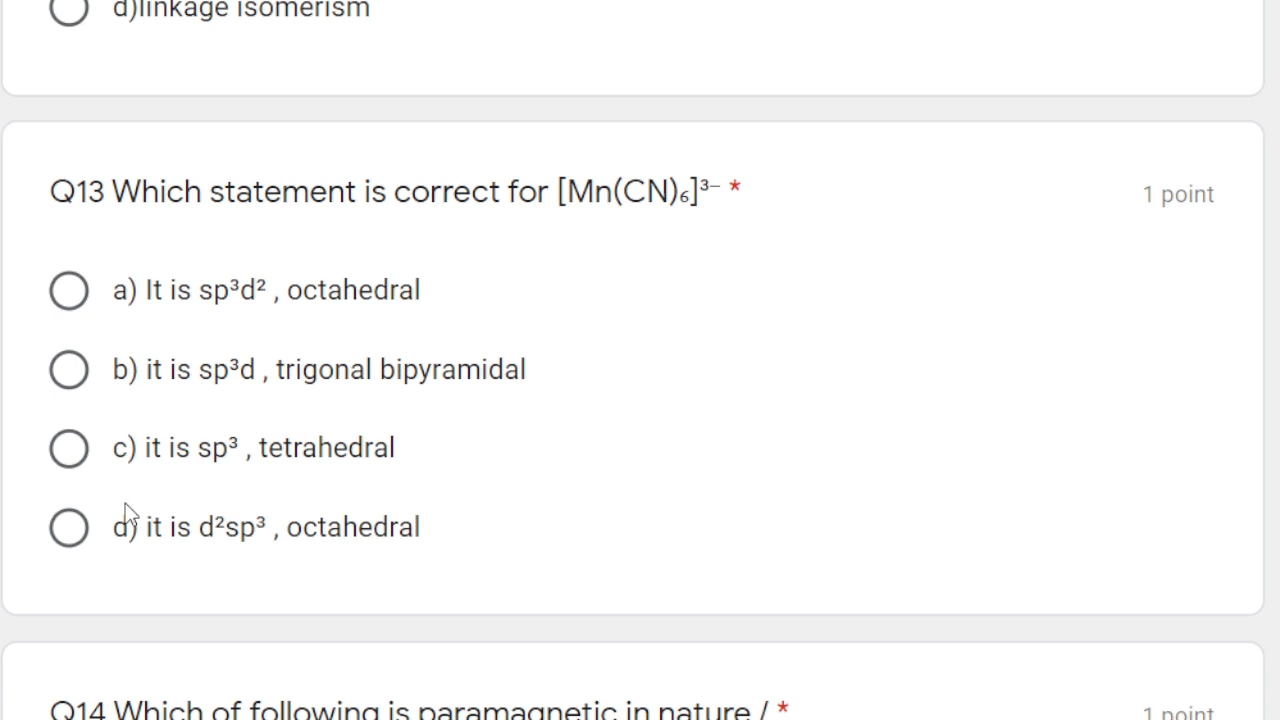 d)linkage isomerism
Q13 Which statement is correct for [Mn(CN)₆]³⁻ *
1 point
a) It is sp³d² , octahedral
b) it is sp³d , trigonal bipyramidal
c) it is sp³ , tetrahedral
d) it is d²sp³ , octahedral
Q14 Which of following is paramagnetic in nature / *
1 point